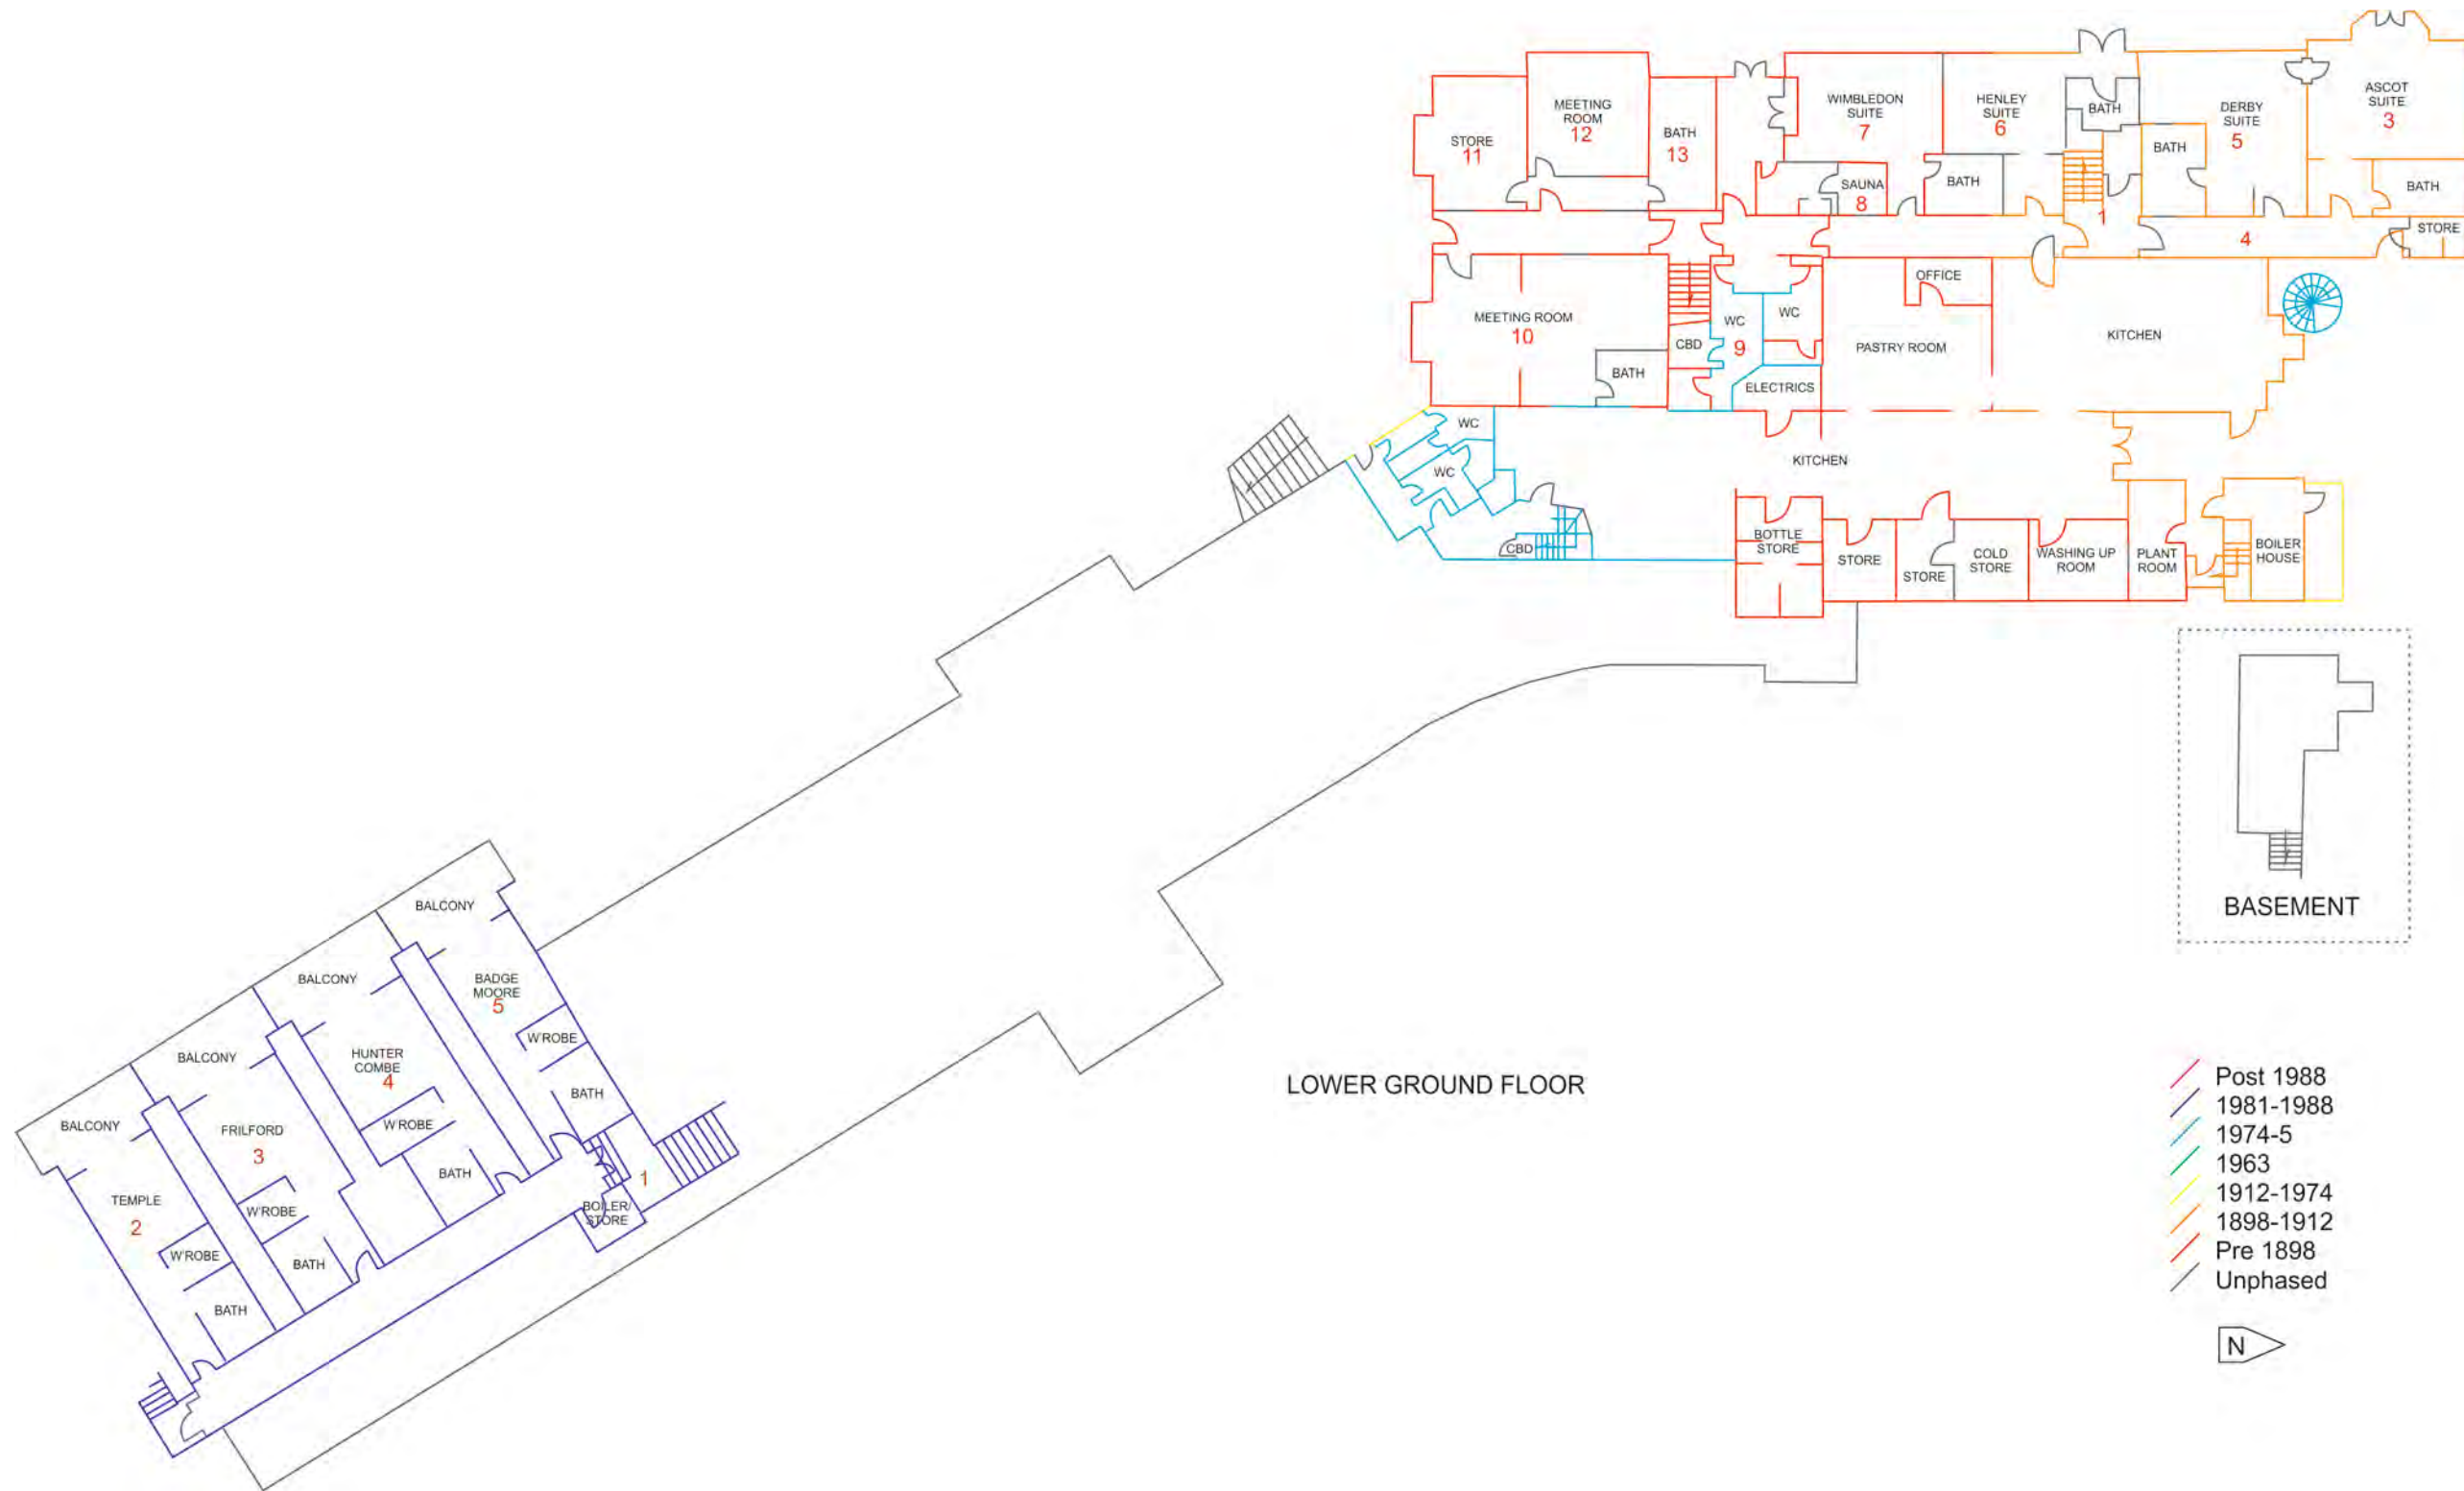 ASCOT
SUITE
3
MEETING
ROOM
12
WIMBLEDON
SUITE
7
HENLEY
SUITE
6
BATH
DERBY
SUITE
5
STORE
11
BATH
13
BATH
SAUNA
8
BATH
BATH
1
STORE
4
OFFICE
MEETING ROOM
10
WC
WC
9
CBD
PASTRY ROOM
KITCHEN
BATH
ELECTRICS
WC
WC
KITCHEN
CBD
BOTTLE
STORE
STORE
STORE
COLD
STORE
WASHING UP
ROOM
PLANT
ROOM
BOILER
HOUSE
BASEMENT
BALCONY
BALCONY
BADGE
MOORE
5
W'ROBE
BALCONY
HUNTER
COMBE
4
BATH
BALCONY
FRILFORD
3
W'ROBE
BATH
1
TEMPLE
2
W'ROBE
BOILER/
STORE
W'ROBE
BATH
BATH
LOWER GROUND FLOOR
Post 1988
1981-1988
1974-5
1963
1912-1974
1898-1912
Pre 1898
Unphased
N